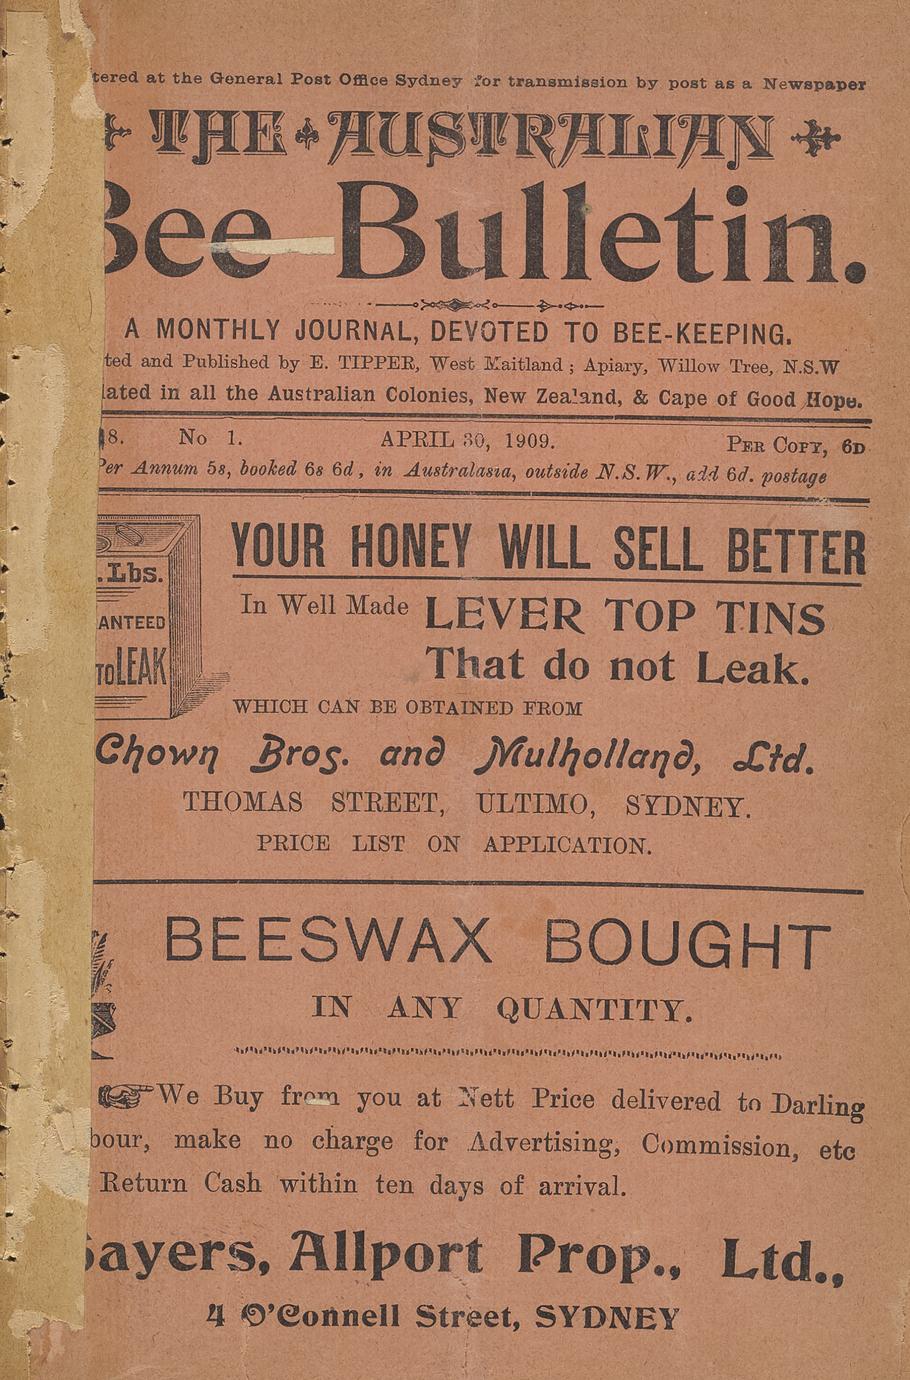 tered at the General Post Office Sydney for transmission by post as a Newspaper
THE AUSTRALIAN
Bee Bulletin.
A MONTHLY JOURNAL, DEVOTED TO BEE-KEEPING.
ted and Published by E. TIPPER, West Maitland ; Apiary, Willow Tree, N.S.W
lated in all the Australian Colonies, New Zealand, & Cape of Good Hope.
8. No 1. APRIL 30, 1909. PER COPY, 6D
Per Annum 5s, booked 6s 6d, in Australasia, outside N.S.W., add 6d. postage
YOUR HONEY WILL SELL BETTER
.Lbs.
ANTEED
TO LEAK
In Well Made LEVER TOP TINS
That do not Leak.
WHICH CAN BE OBTAINED FROM
Chown Bros. and Mulholland, Ltd.
THOMAS STREET, ULTIMO, SYDNEY.
PRICE LIST ON APPLICATION.
BEESWAX BOUGHT
IN ANY QUANTITY.
We Buy from you at Nett Price delivered to Darling
bour, make no charge for Advertising, Commission, etc
Return Cash within ten days of arrival.
Sayers, Allport Prop., Ltd.,
4 O'Connell Street, SYDNEY